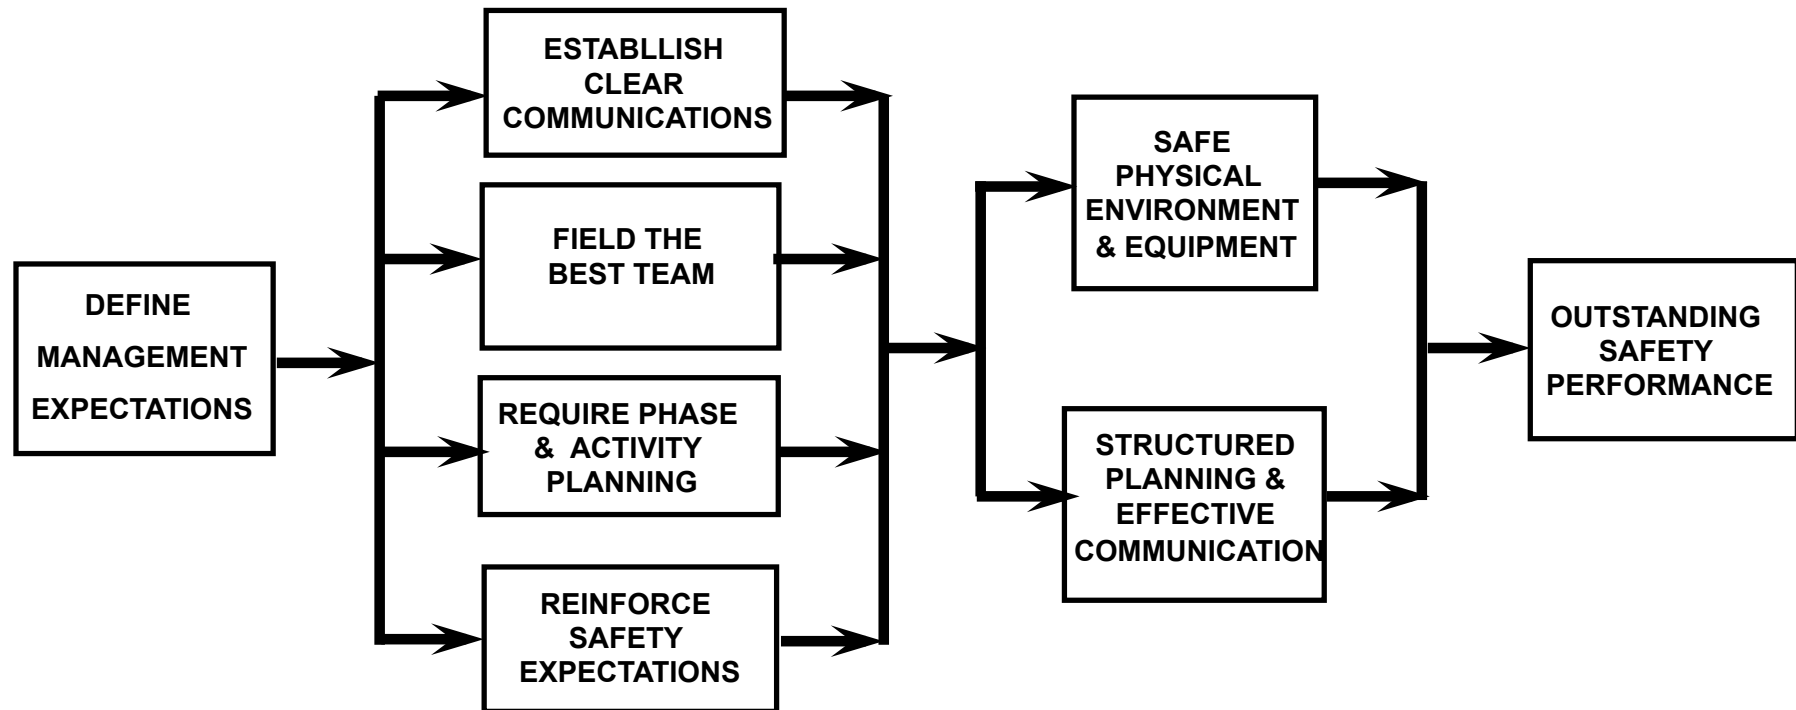 DEFINE
MANAGEMENT
EXPECTATIONS
ESTABLLISH
CLEAR
COMMUNICATIONS
FIELD THE
BEST TEAM
REQUIRE PHASE
& ACTIVITY
PLANNING
REINFORCE
SAFETY
EXPECTATIONS
SAFE
PHYSICAL
ENVIRONMENT
& EQUIPMENT
STRUCTURED
PLANNING &
EFFECTIVE
COMMUNICATION
OUTSTANDING
SAFETY
PERFORMANCE